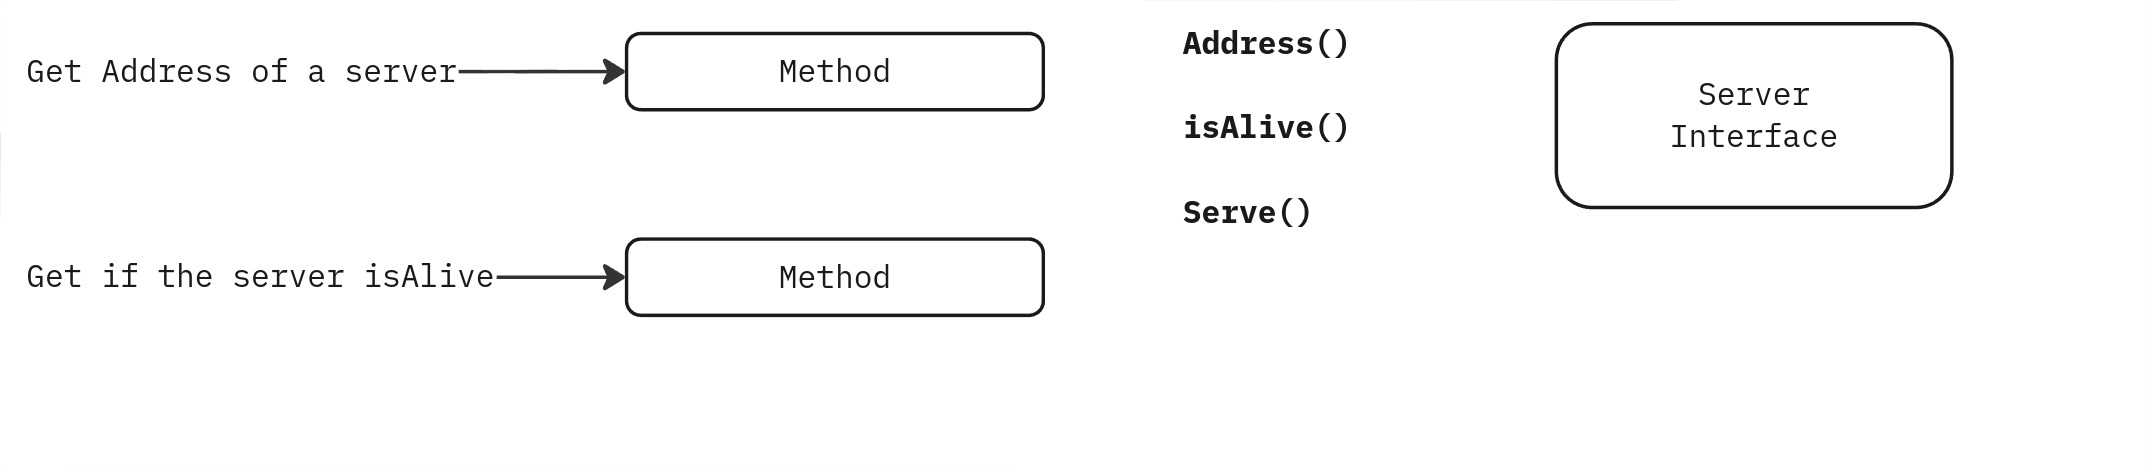 Get Address of a server
Method
Get if the server isAlive
Method
Address()
isAlive()
Serve()
Server
Interface